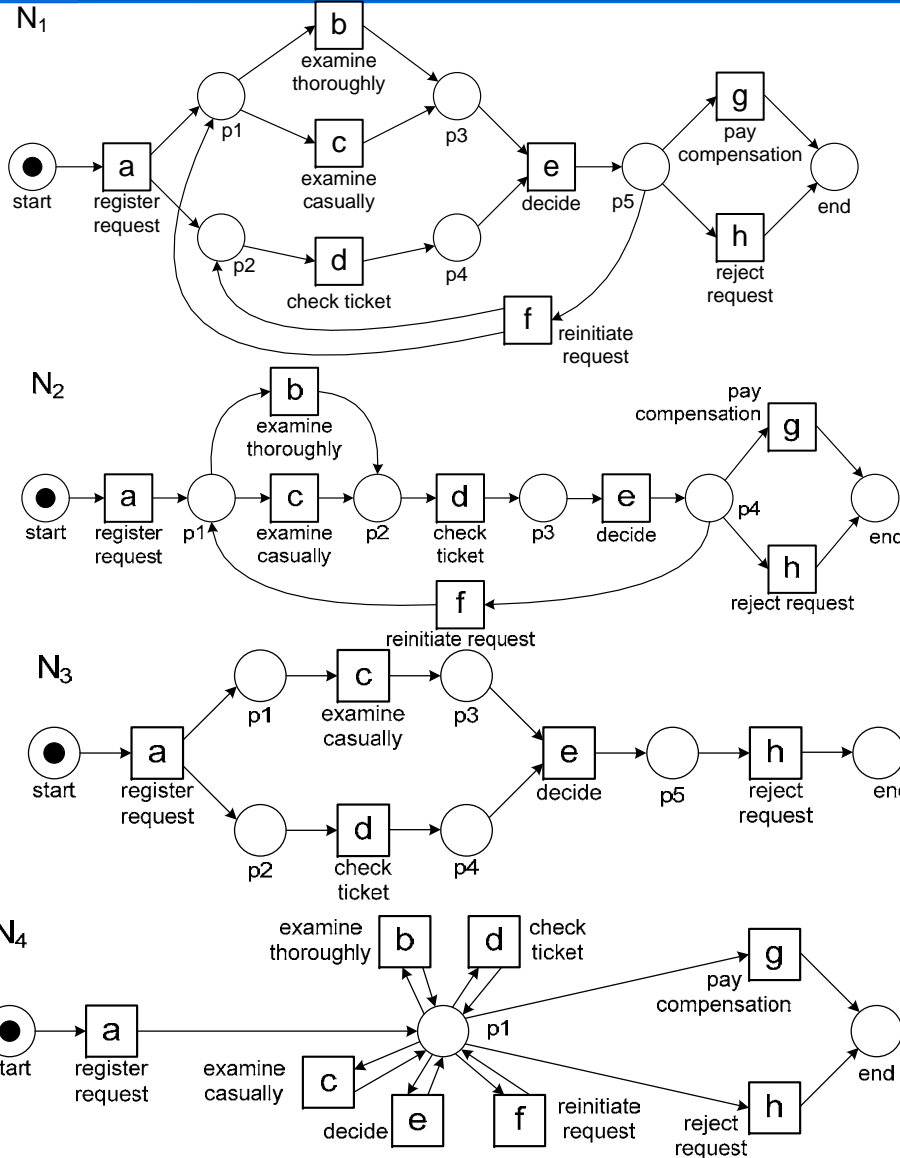 N1
b
examine
thoroughly
p1
p3
g
pay
compensation
c
examine
casually
start
a
register
request
e
decide
p5
end
p2
d
check ticket
p4
h
reject
request
f
reinitiate
request
N2
b
examine
thoroughly
pay
compensation
g
start
a
register
request
p1
c
examine
casually
p2
d
check
ticket
p3
e
decide
p4
end
h
reject request
f
reinitiate request
N3
p1
c
examine
casually
p3
start
a
register
request
e
decide
p5
h
reject
request
en
p2
d
check
ticket
p4
N4
examine
thoroughly
b
d
check
ticket
g
pay
compensation
tart
a
register
request
p1
end
examine
casually
c
decide
e
f
reinitiate
request
h
reject
request